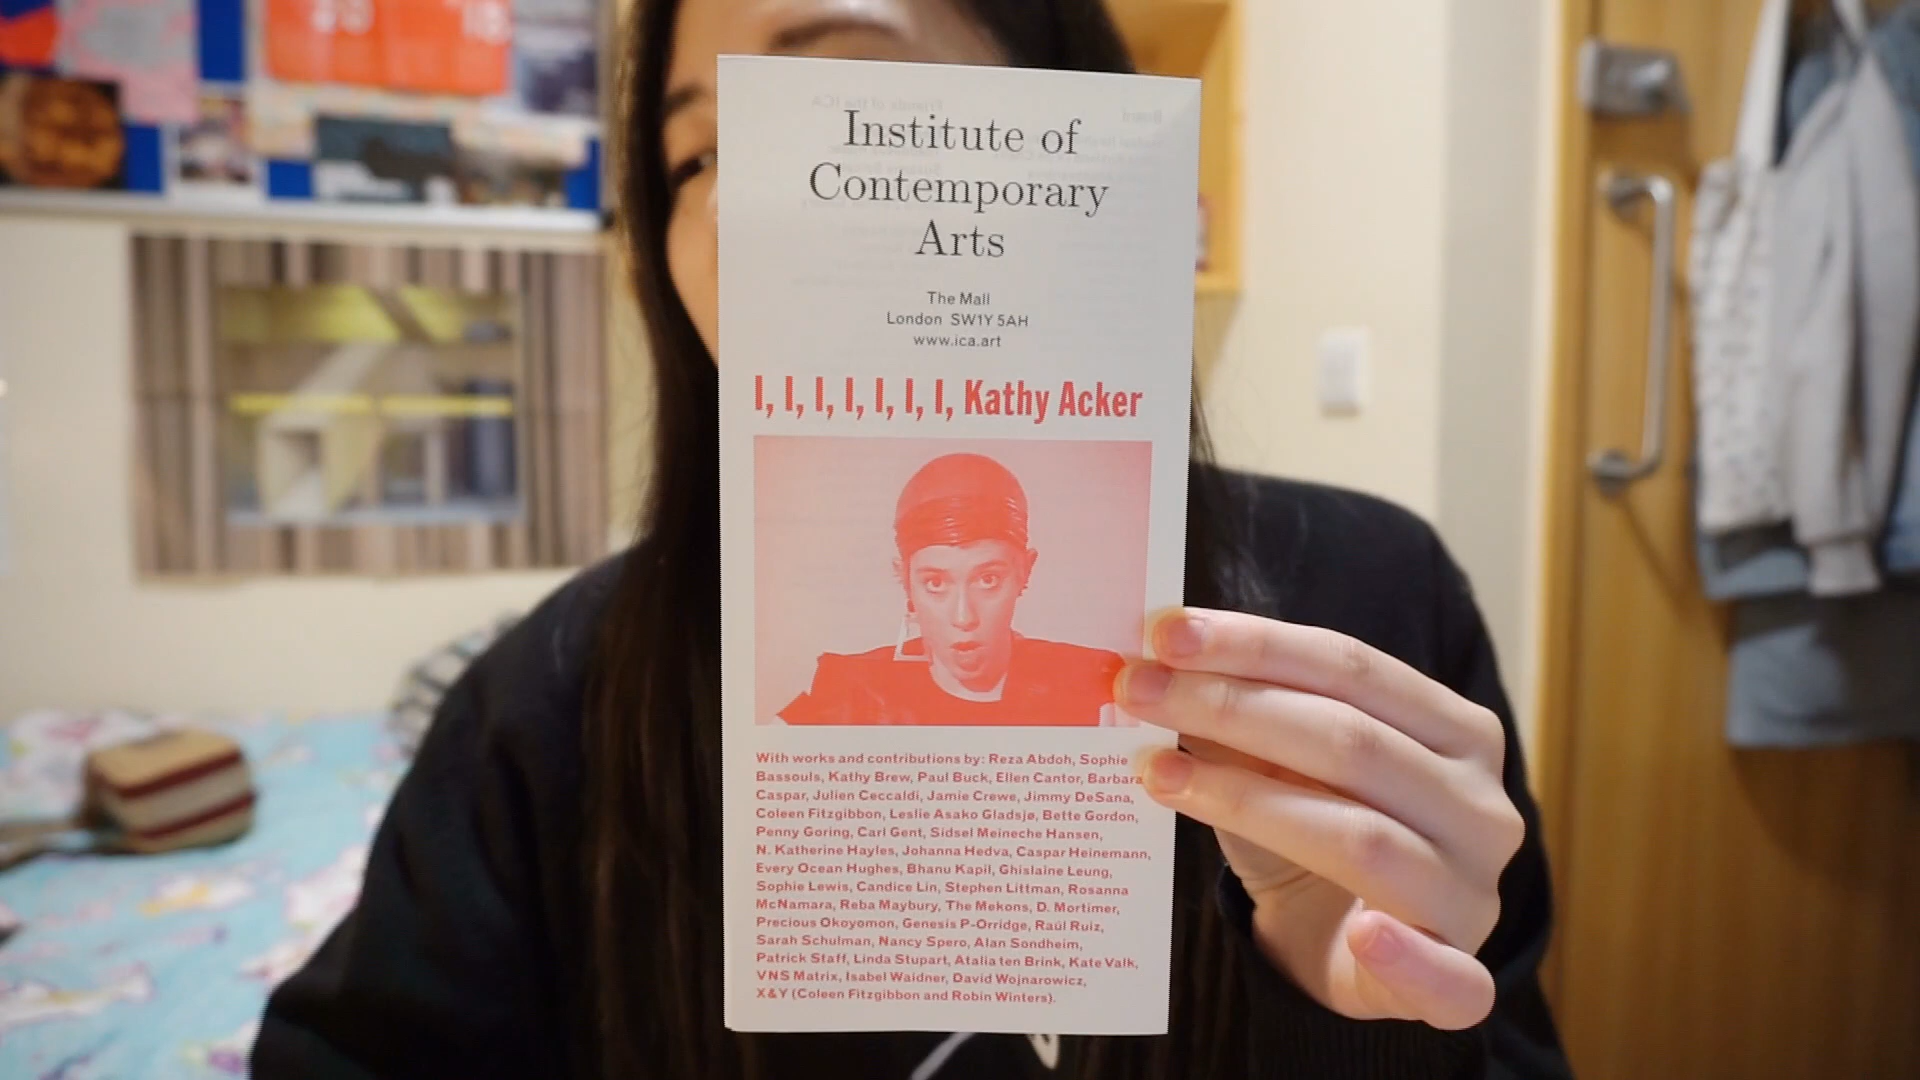 Institute of
Contemporary
Arts
The Mall
London SW1Y 5AH
www.ica.art
I, I, I, I, I, I, I, Kathy Acker
With works and contributions by: Reza Abdoh, Sophie
Bassouls, Kathy Brew, Paul Buck, Ellen Cantor, Barbara
Caspar, Julien Ceccaldi, Jamie Crewe, Jimmy DeSana,
Coleen Fitzgibbon, Leslie Asako Gladsjø, Bette Gordon,
Penny Goring, Carl Gent, Sidsel Meineche Hansen,
N. Katherine Hayles, Johanna Hedva, Caspar Heinemann,
Every Ocean Hughes, Bhanu Kapil, Ghislaine Leung,
Sophie Lewis, Candice Lin, Stephen Littman, Rosanna
McNamara, Reba Maybury, The Mekons, D. Mortimer,
Precious Okoyomon, Genesis P-Orridge, Raúl Ruiz,
Sarah Schulman, Nancy Spero, Alan Sondheim,
Patrick Staff, Linda Stupart, Atalia ten Brink, Kate Valk,
VNS Matrix, Isabel Waidner, David Wojnarowicz,
X&Y (Coleen Fitzgibbon and Robin Winters).